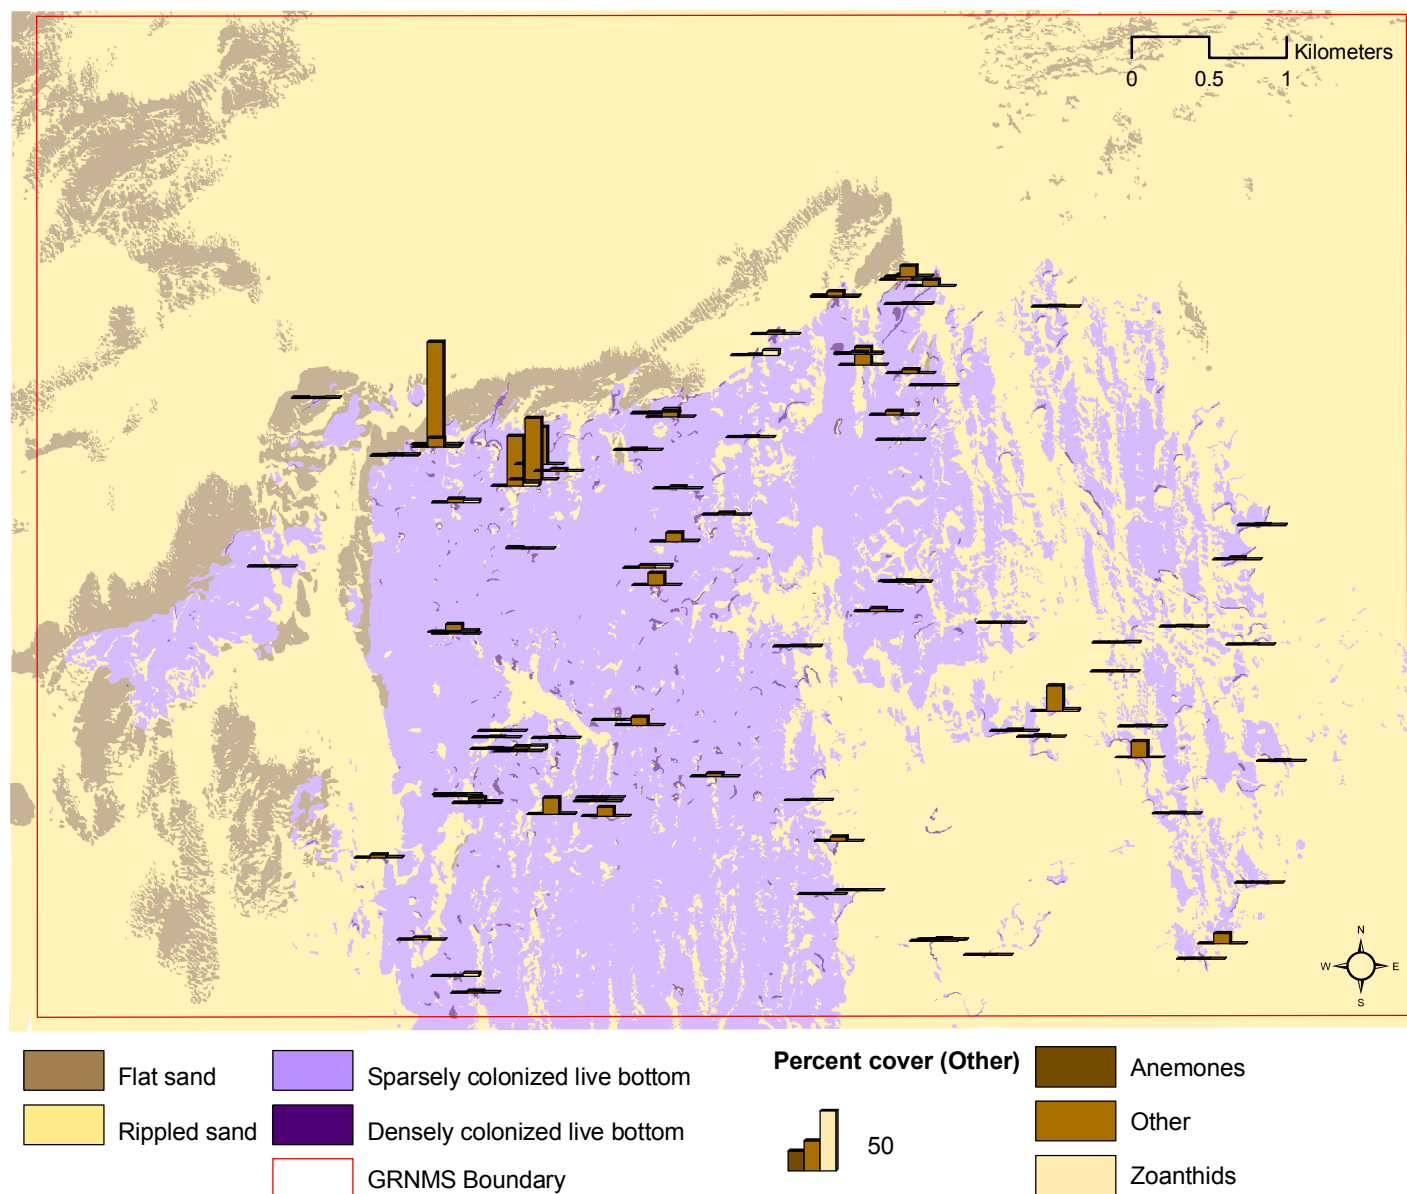 Kilometers
0 0.5 1
N
W E
S
Flat sand
Rippled sand
Sparsely colonized live bottom
Densely colonized live bottom
GRNMS Boundary
Percent cover (Other)
50
Anemones
Other
Zoanthids